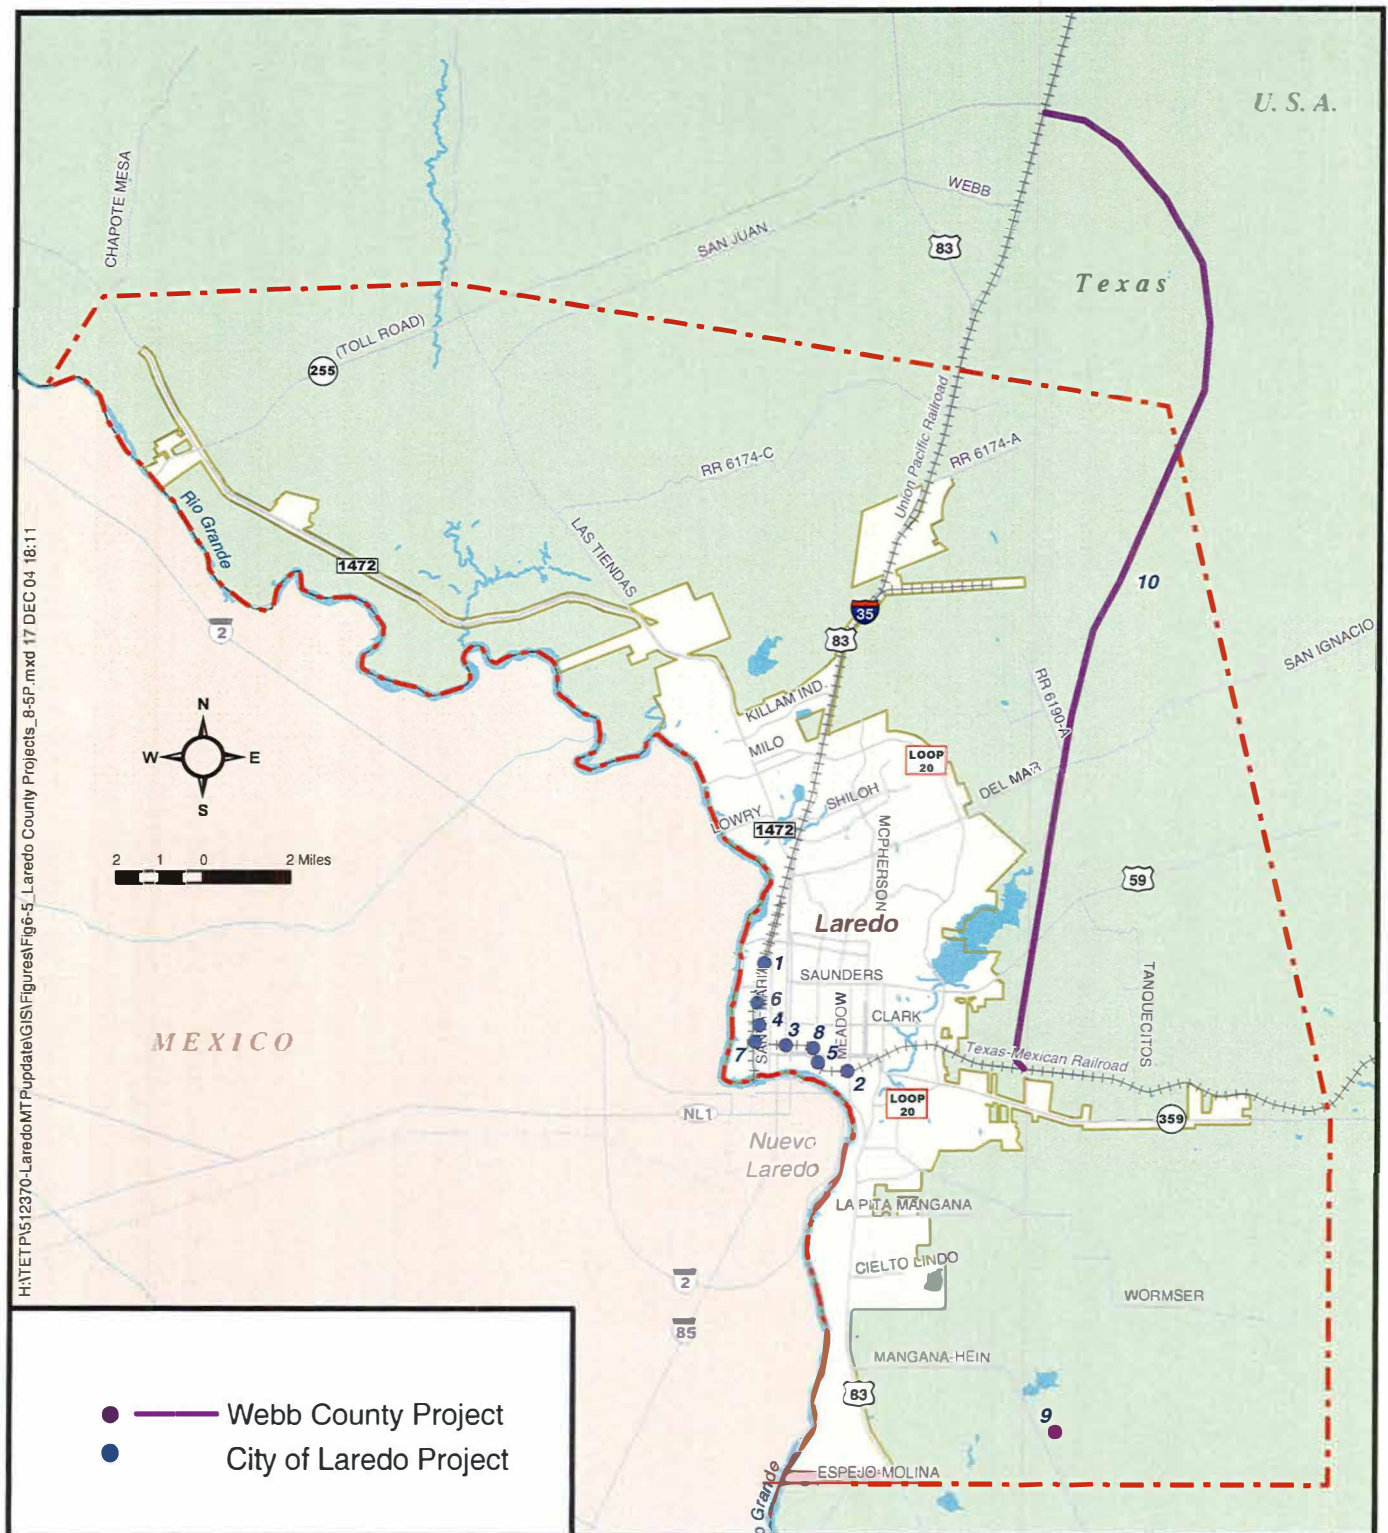 U. S. A.
CHAPOTE MESA
WEBB
SAN JUAN
83
Texas
(TOLL ROAD)
255
Union Pacific Railroad
RR 6174-A
RR 6174-C
Rio Grande
LAS TIENDAS
1472
10
35
83
2
SAN IGNACIO
RR 6190-A
N
W
E
S
KILLAM IND.
MILO
LOOP
20
DEL MAR
SHILOH
LOWRY
1472
MCPHERSON
2 1 0 2 Miles
59
Laredo
1
SAUNDERS
SANTA MARIA
TANQUECITOS
6
MEADOW
CLARK
4
3
8
7
5
2
MEXICO
Texas-Mexican Railroad
LOOP
20
NL1
359
Nuevo
Laredo
LA PITA MANGANA
CIELTO LINDO
2
WORMSER
85
MANGANA-HEIN
83
9
ESPEJO-MOLINA
o Grande
H:\TETP\512370-LaredoMTPupdate\GIS\Figures\Fig6-5_Laredo County Projects_8-5P.mxd 17 DEC 04 18:11
Webb County Project
City of Laredo Project